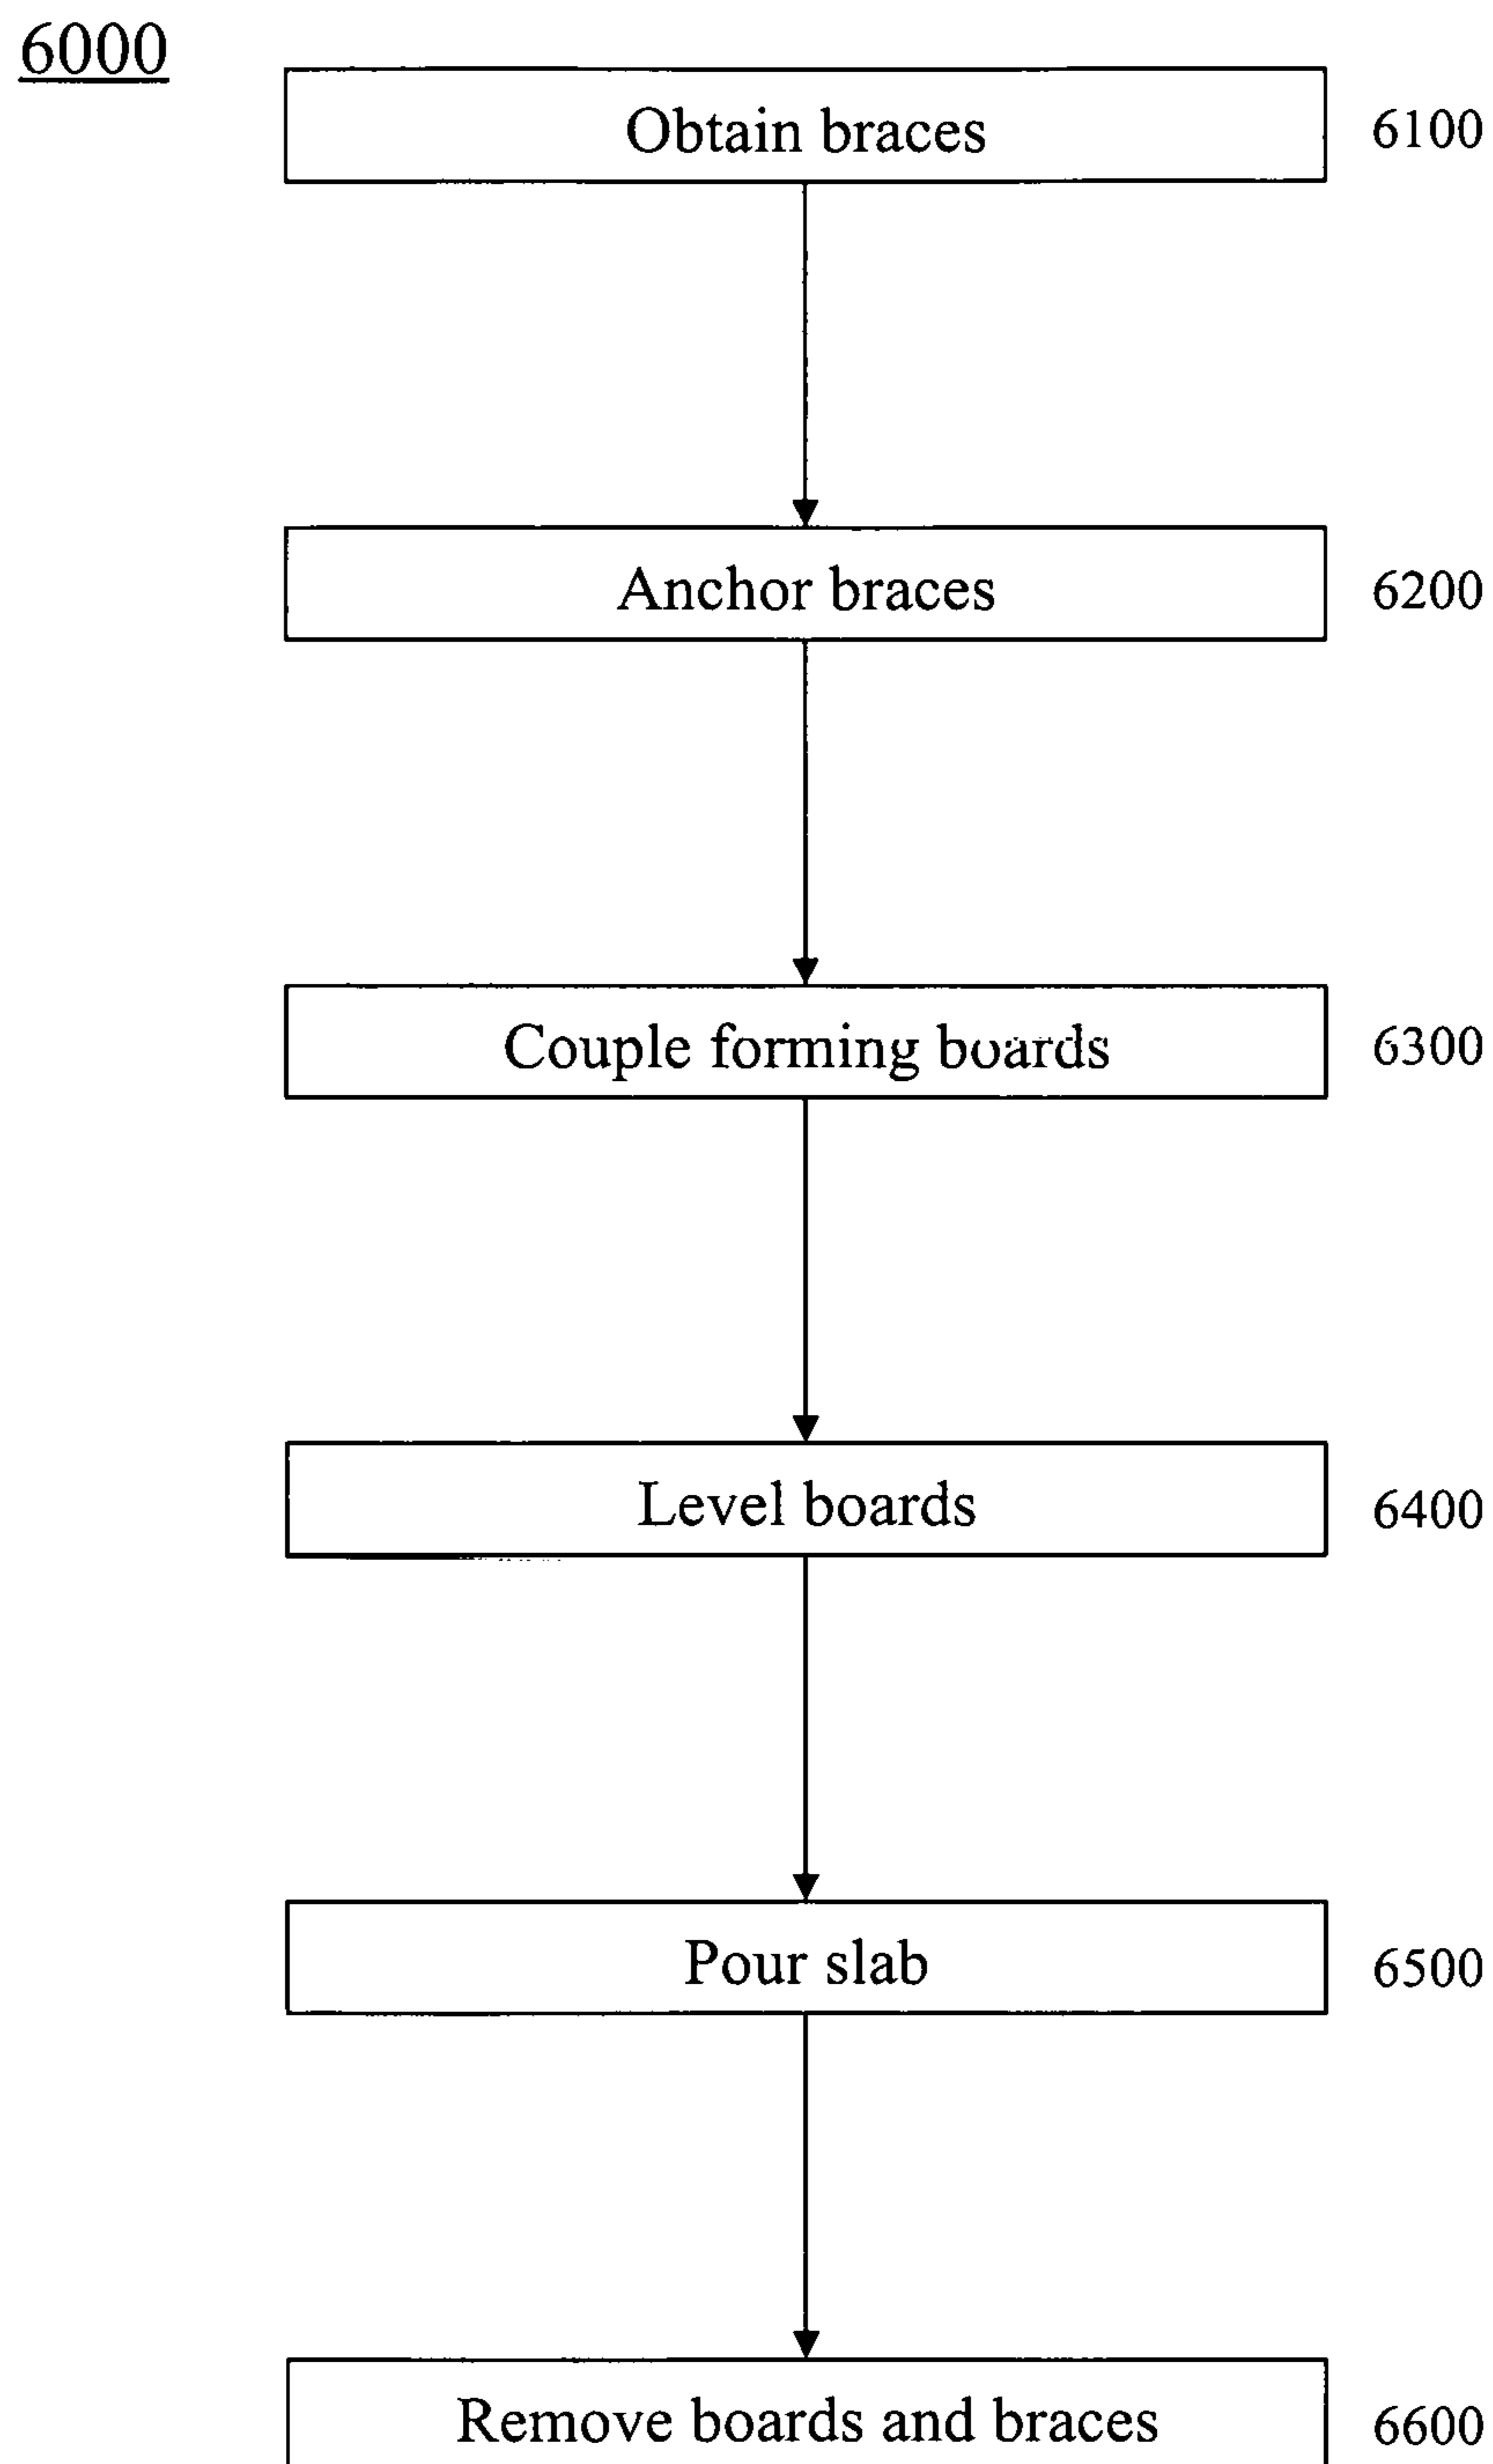 6000
Obtain braces 6100
Anchor braces 6200
Couple forming boards 6300
Level boards 6400
Pour slab 6500
Remove boards and braces 6600